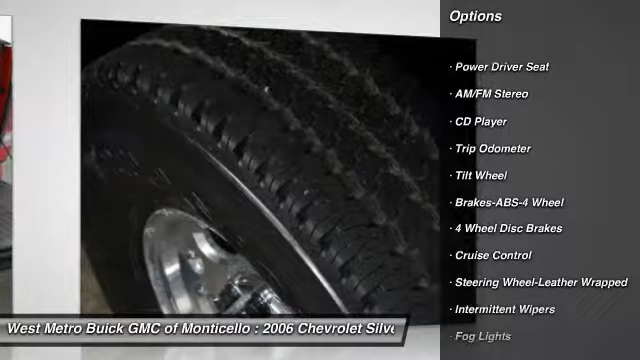 Options
· Power Driver Seat
· AM/FM Stereo
· CD Player
· Trip Odometer
· Tilt Wheel
· Brakes-ABS-4 Wheel
· 4 Wheel Disc Brakes
· Cruise Control
· Steering Wheel-Leather Wrapped
· Intermittent Wipers
· Fog Lights
West Metro Buick GMC of Monticello : 2006 Chevrolet Silve